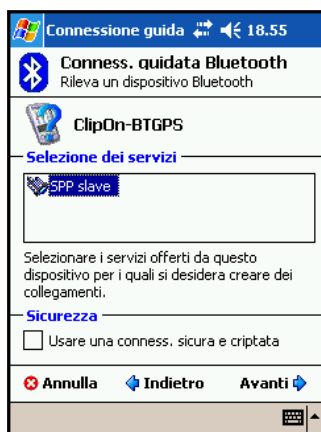 Connessione guida 18.55
Conness. guidata Bluetooth
Rileva un dispositivo Bluetooth
ClipOn-BTGPS
Selezione dei servizi
SPP slave
Selezionare i servizi offerti da questo
dispositivo per i quali si desidera creare dei
collegamenti.
Sicurezza
Usare una conness. sicura e criptata
Annulla Indietro Avanti